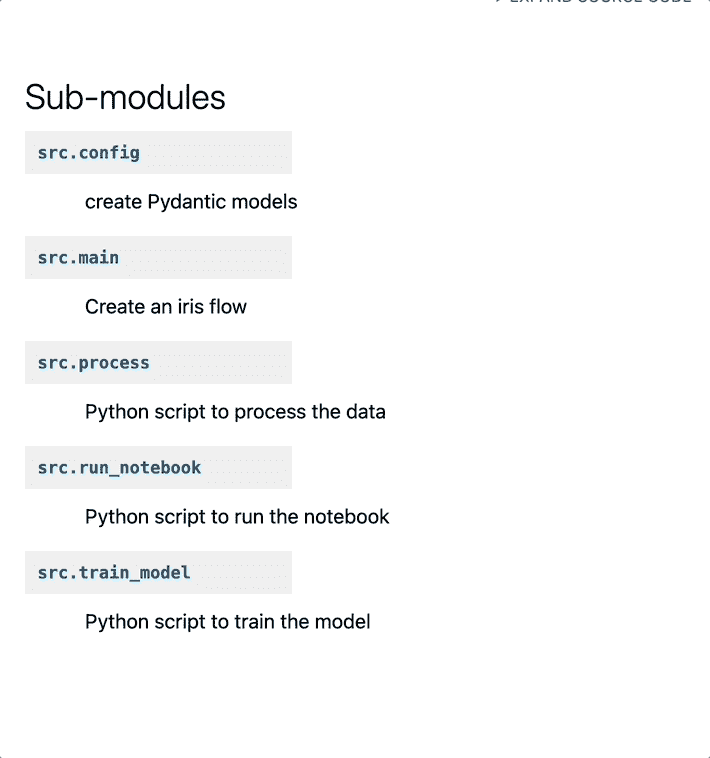 Sub-modules
src.config
create Pydantic models
src.main
Create an iris flow
src.process
Python script to process the data
src.run_notebook
Python script to run the notebook
src.train_model
Python script to train the model